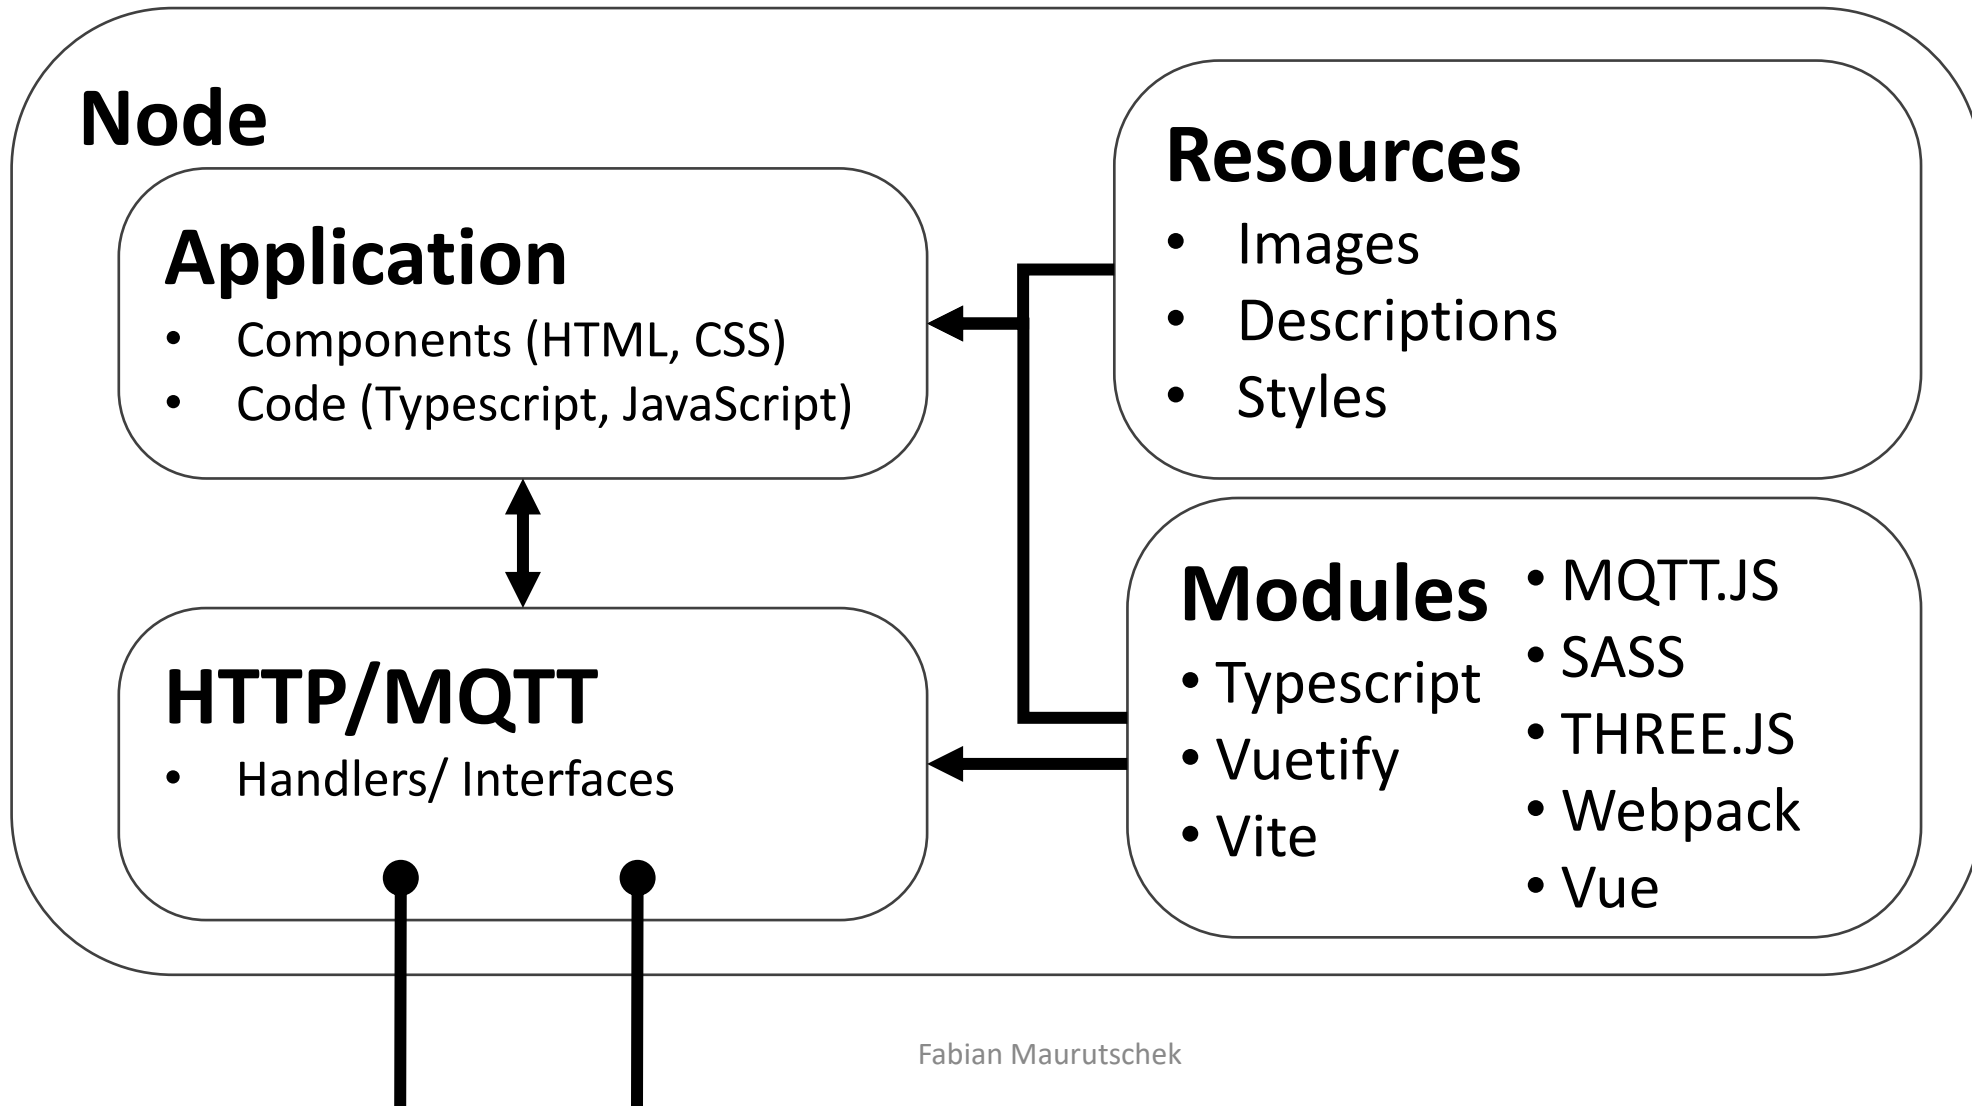 Node
Application
• Components (HTML, CSS)
• Code (Typescript, JavaScript)
HTTP/MQTT
• Handlers/ Interfaces
Resources
• Images
• Descriptions
• Styles
Modules
• Typescript
• Vuetify
• Vite
• MQTT.JS
• SASS
• THREE.JS
• Webpack
• Vue
Fabian Maurutschek